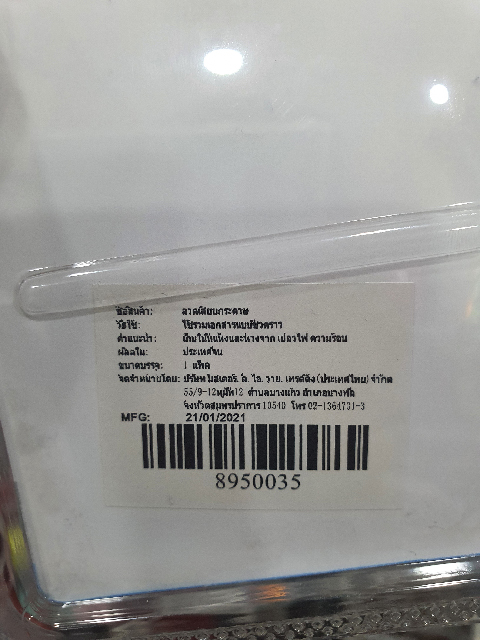 ชื่อสินค้า: ลวดเสียบกระดาษ
วิธีใช้: ใช้รวมเอกสารแบบชั่วคราว
คำแนะนำ: เก็บในที่แห้งและห่างจาก เปลวไฟ ความร้อน
ผลิตใน: ประเทศจีน
ขนาดบรรจุ: 1 แพ็ค
จัดจำหน่ายโดย: บริษัท มิสเตอร์. ดี. ไอ. วาย. เทรดดิ้ง (ประเทศไทย) จำกัด
55/9-12หมู่ที่12 ตำบลบางแก้ว อำเภอบางพลี
จังหวัดสมุทรปราการ 10540 โทร 02-1364731-3
MFG: 21/01/2021
8950035